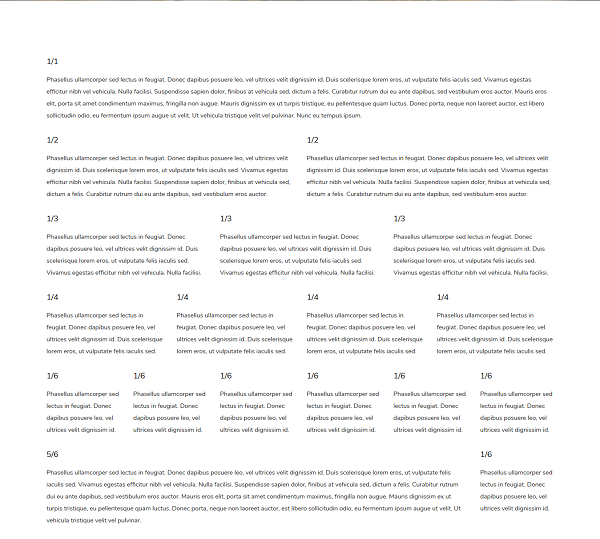 1/1
Phasellus ullamcorper sed lectus in feugiat. Donec dapibus posuere leo, vel ultrices velit dignissim id. Duis scelerisque lorem eros, ut vulputate felis iaculis sed. Vivamus egestas
efficitur nibh vel vehicula. Nulla facilisi. Suspendisse sapien dolor, finibus at vehicula sed, dictum a felis. Curabitur rutrum dui eu ante dapibus, sed vestibulum eros auctor. Mauris eros
elit, porta sit amet condimentum maximus, fringilla non augue. Mauris dignissim ex ut turpis tristique, eu pellentesque quam luctus. Donec porta, neque non laoreet auctor, est libero
sollicitudin odio, eu fermentum ipsum augue ut velit. Ut vehicula tristique velit vel pulvinar. Nunc eu tempus ipsum.
1/2
Phasellus ullamcorper sed lectus in feugiat. Donec dapibus posuere leo, vel ultrices velit
dignissim id. Duis scelerisque lorem eros, ut vulputate felis iaculis sed. Vivamus egestas
efficitur nibh vel vehicula. Nulla facilisi. Suspendisse sapien dolor, finibus at vehicula sed,
dictum a felis. Curabitur rutrum dui eu ante dapibus, sed vestibulum eros auctor.
1/2
Phasellus ullamcorper sed lectus in feugiat. Donec dapibus posuere leo, vel ultrices velit
dignissim id. Duis scelerisque lorem eros, ut vulputate felis iaculis sed. Vivamus egestas
efficitur nibh vel vehicula. Nulla facilisi. Suspendisse sapien dolor, finibus at vehicula sed,
dictum a felis. Curabitur rutrum dui eu ante dapibus, sed vestibulum eros auctor.
1/3
Phasellus ullamcorper sed lectus in feugiat. Donec
dapibus posuere leo, vel ultrices velit dignissim id. Duis
scelerisque lorem eros, ut vulputate felis iaculis sed.
Vivamus egestas efficitur nibh vel vehicula. Nulla facilisi.
1/3
Phasellus ullamcorper sed lectus in feugiat. Donec
dapibus posuere leo, vel ultrices velit dignissim id. Duis
scelerisque lorem eros, ut vulputate felis iaculis sed.
Vivamus egestas efficitur nibh vel vehicula. Nulla facilisi.
1/3
Phasellus ullamcorper sed lectus in feugiat. Donec
dapibus posuere leo, vel ultrices velit dignissim id. Duis
scelerisque lorem eros, ut vulputate felis iaculis sed.
Vivamus egestas efficitur nibh vel vehicula. Nulla facilisi.
1/4
Phasellus ullamcorper sed lectus in
feugiat. Donec dapibus posuere leo, vel
ultrices velit dignissim id. Duis scelerisque
lorem eros, ut vulputate felis iaculis sed.
1/4
Phasellus ullamcorper sed lectus in
feugiat. Donec dapibus posuere leo, vel
ultrices velit dignissim id. Duis scelerisque
lorem eros, ut vulputate felis iaculis sed.
1/4
Phasellus ullamcorper sed lectus in
feugiat. Donec dapibus posuere leo, vel
ultrices velit dignissim id. Duis scelerisque
lorem eros, ut vulputate felis iaculis sed.
1/4
Phasellus ullamcorper sed lectus in
feugiat. Donec dapibus posuere leo, vel
ultrices velit dignissim id. Duis scelerisque
lorem eros, ut vulputate felis iaculis sed.
1/6
Phasellus ullamcorper sed
lectus in feugiat. Donec
dapibus posuere leo, vel
ultrices velit dignissim id.
1/6
Phasellus ullamcorper sed
lectus in feugiat. Donec
dapibus posuere leo, vel
ultrices velit dignissim id.
1/6
Phasellus ullamcorper sed
lectus in feugiat. Donec
dapibus posuere leo, vel
ultrices velit dignissim id.
1/6
Phasellus ullamcorper sed
lectus in feugiat. Donec
dapibus posuere leo, vel
ultrices velit dignissim id.
1/6
Phasellus ullamcorper sed
lectus in feugiat. Donec
dapibus posuere leo, vel
ultrices velit dignissim id.
1/6
Phasellus ullamcorper sed
lectus in feugiat. Donec
dapibus posuere leo, vel
ultrices velit dignissim id.
5/6
Phasellus ullamcorper sed lectus in feugiat. Donec dapibus posuere leo, vel ultrices velit dignissim id. Duis scelerisque lorem eros, ut vulputate felis
iaculis sed. Vivamus egestas efficitur nibh vel vehicula. Nulla facilisi. Suspendisse sapien dolor, finibus at vehicula sed, dictum a felis. Curabitur rutrum
dui eu ante dapibus, sed vestibulum eros auctor. Mauris eros elit, porta sit amet condimentum maximus, fringilla non augue. Mauris dignissim ex ut
turpis tristique, eu pellentesque quam luctus. Donec porta, neque non laoreet auctor, est libero sollicitudin odio, eu fermentum ipsum augue ut velit. Ut
vehicula tristique velit vel pulvinar.
1/6
Phasellus ullamcorper sed
lectus in feugiat. Donec
dapibus posuere leo, vel
ultrices velit dignissim id.